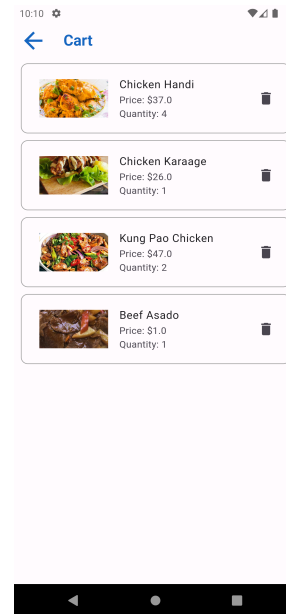 10:10
Cart
Chicken Handi
Price: $37.0
Quantity: 4
Chicken Karaage
Price: $26.0
Quantity: 1
Kung Pao Chicken
Price: $47.0
Quantity: 2
Beef Asado
Price: $1.0
Quantity: 1